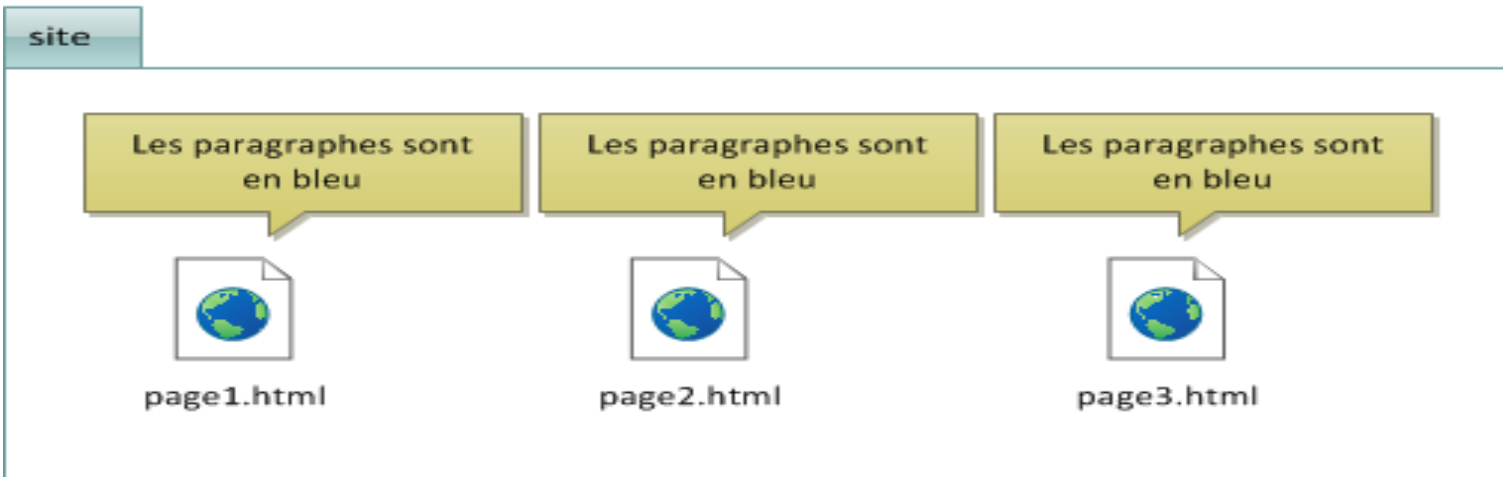 site
Les paragraphes sont
en bleu
Les paragraphes sont
en bleu
Les paragraphes sont
en bleu
page1.html
page2.html
page3.html